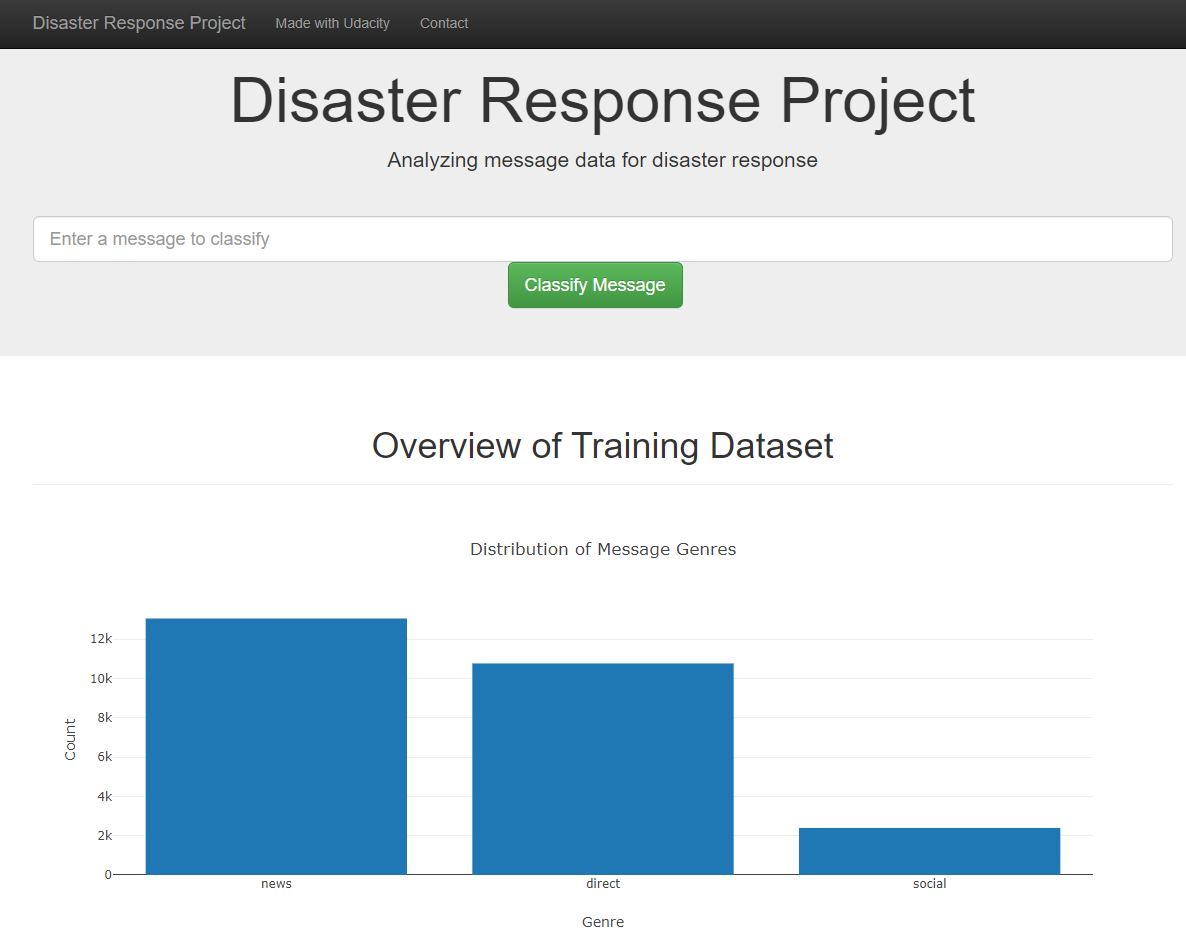 Disaster Response Project Made with Udacity Contact
Disaster Response Project
Analyzing message data for disaster response
Enter a message to classify
Classify Message
Overview of Training Dataset
Distribution of Message Genres
12k
10k
8k
6k
4k
2k
0
Count
news direct social
Genre